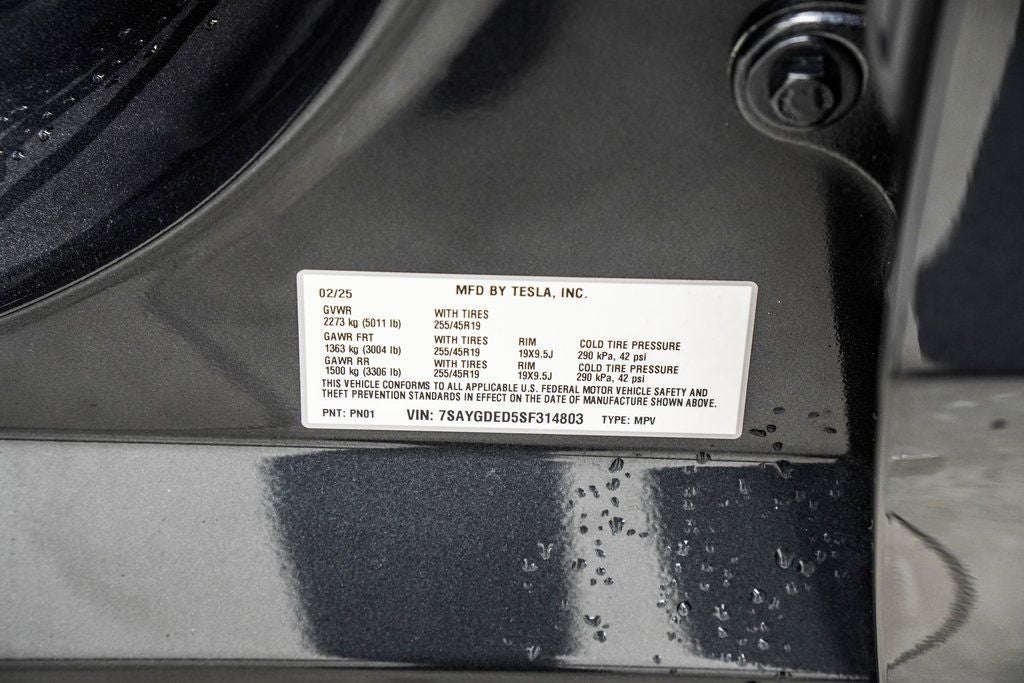 02/25 MFD BY TESLA, INC.
GVWR WITH TIRES
2273 kg (5011 lb) 255/45R19
GAWR FRT WITH TIRES RIM COLD TIRE PRESSURE
1363 kg (3004 lb) 255/45R19 19X9.5J 290 kPa, 42 psi
GAWR RR WITH TIRES RIM COLD TIRE PRESSURE
1500 kg (3306 lb) 255/45R19 19X9.5J 290 kPa, 42 psi
THIS VEHICLE CONFORMS TO ALL APPLICABLE U.S. FEDERAL MOTOR VEHICLE SAFETY AND
THEFT PREVENTION STANDARDS IN EFFECT ON THE DATE OF MANUFACTURE SHOWN ABOVE.
PNT: PN01 VIN: 7SAYGDED5SF314803 TYPE: MPV